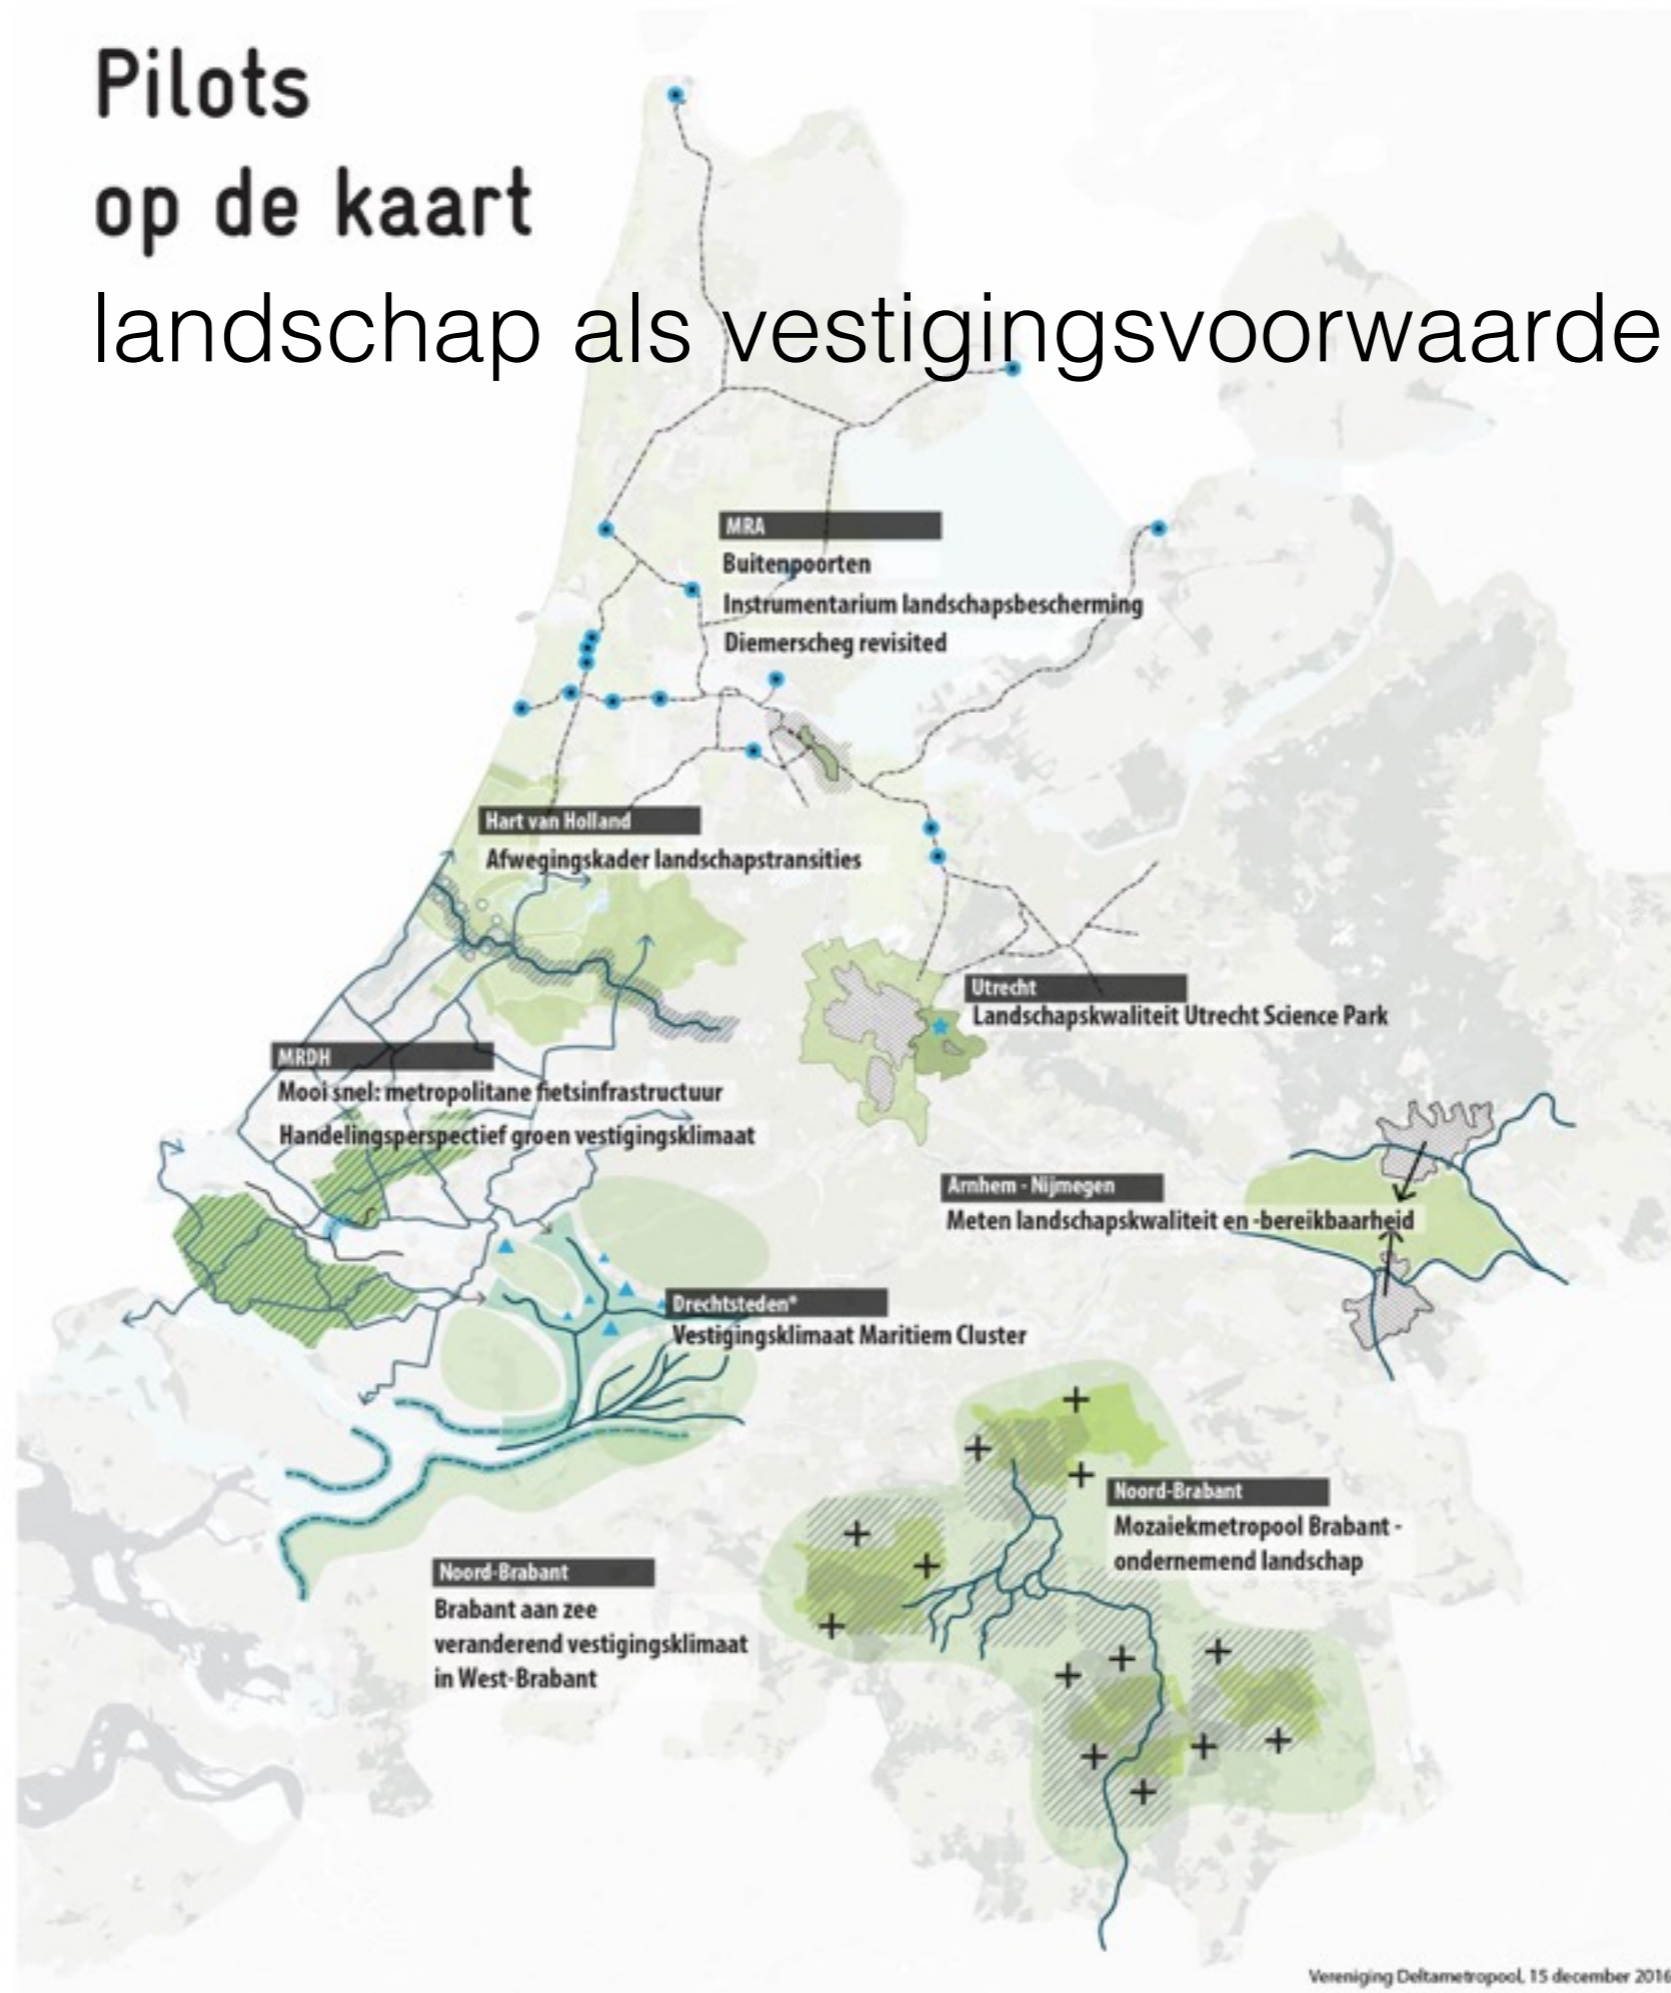 Pilots
op de kaart
landschap als vestigingsvoorwaarde
MRA
Buitenpoorten
Instrumentarium landschapsbescherming
Diemerscheg revisited
Hart van Holland
Afwegingskader landschapstransities
Utrecht
Landschapskwaliteit Utrecht Science Park
MRDH
Mooi snel: metropolitane fietsinfrastructuur
Handelingsperspectief groen vestigingsklimaat
Arnhem - Nijmegen
Meten landschapskwaliteit en -bereikbaarheid
Drechtsteden*
Vestigingsklimaat Maritiem Cluster
Noord-Brabant
Mozaiekmetropool Brabant -
ondernemend landschap
Noord-Brabant
Brabant aan zee
veranderend vestigingsklimaat
in West-Brabant
Vereniging Deltametropool, 15 december 2016